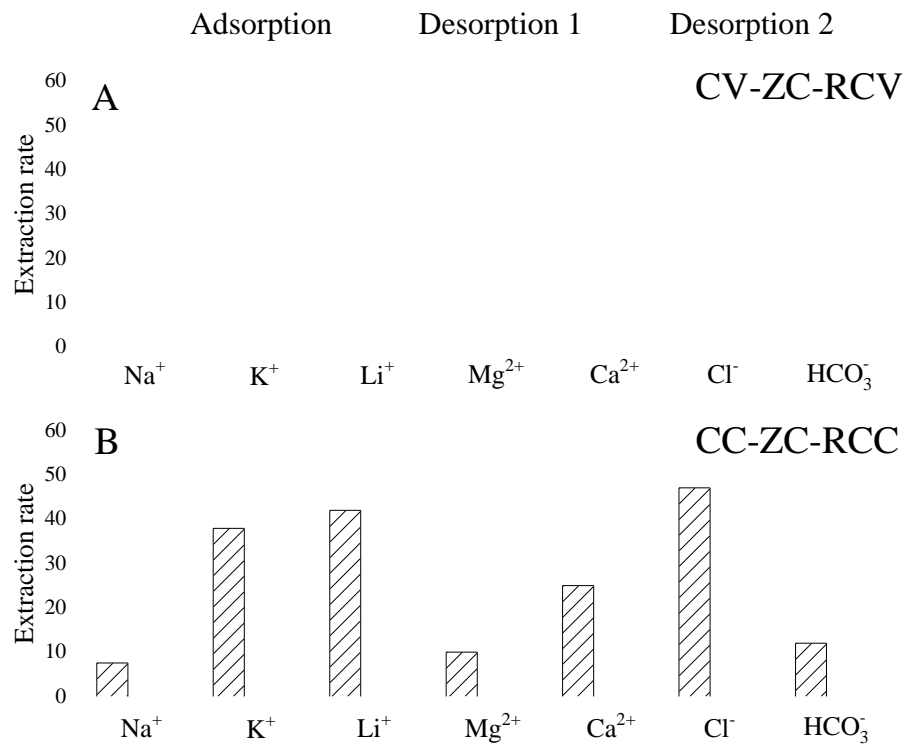 Adsorption Desorption 1 Desorption 2
A
CV-ZC-RCV
60
50
40
30
20
10
0
Extraction rate
Na⁺ K⁺ Li⁺ Mg²⁺ Ca²⁺ Cl⁻ HCO₃⁻
B
CC-ZC-RCC
60
50
40
30
20
10
0
Extraction rate
Na⁺ K⁺ Li⁺ Mg²⁺ Ca²⁺ Cl⁻ HCO₃⁻